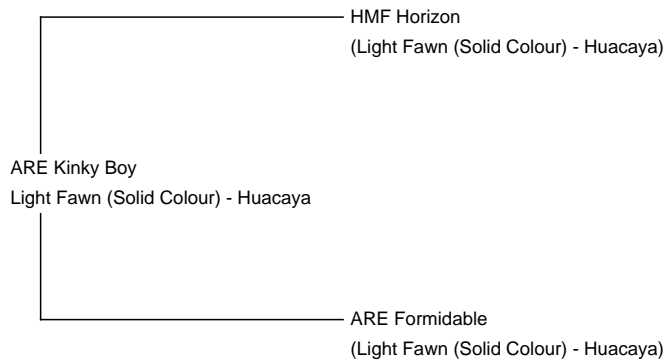 HMF Horizon
(Light Fawn (Solid Colour) - Huacaya)
ARE Kinky Boy
Light Fawn (Solid Colour) - Huacaya
ARE Formidable
(Light Fawn (Solid Colour) - Huacaya)